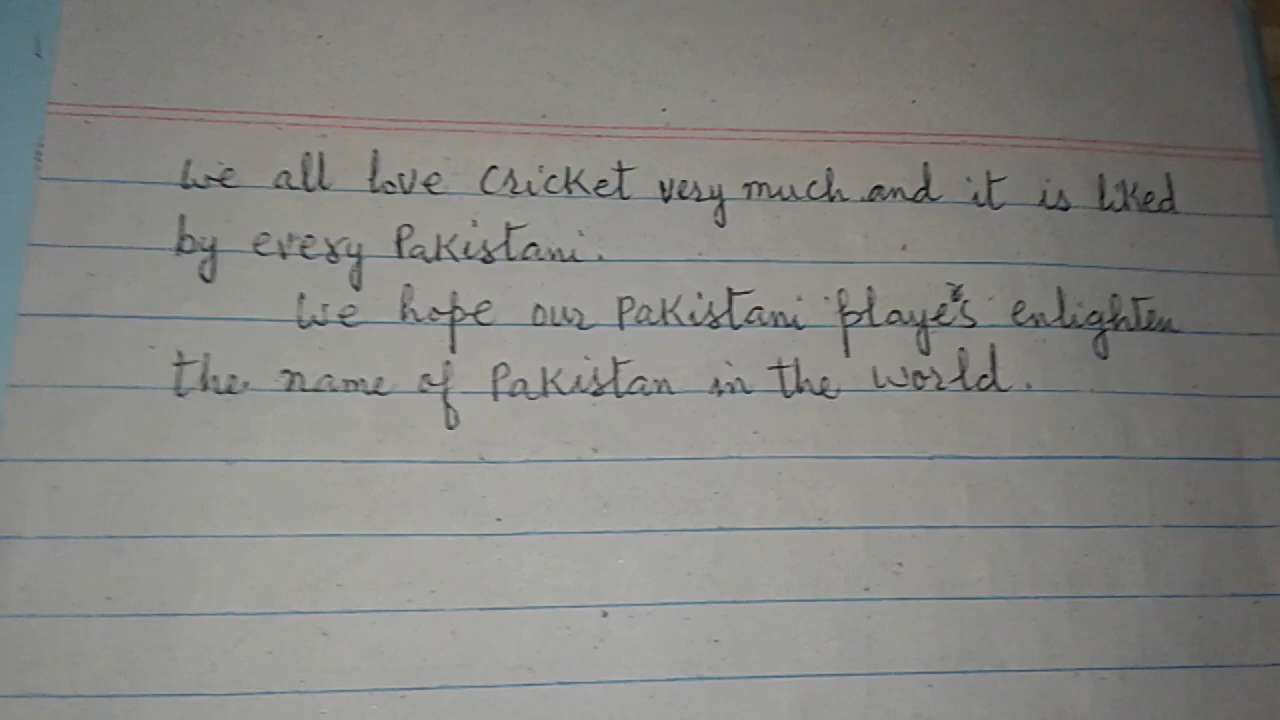 We all love Cricket very much and it is liked
by every Pakistani.
We hope our Pakistani players enlighten
the name of Pakistan in the world.